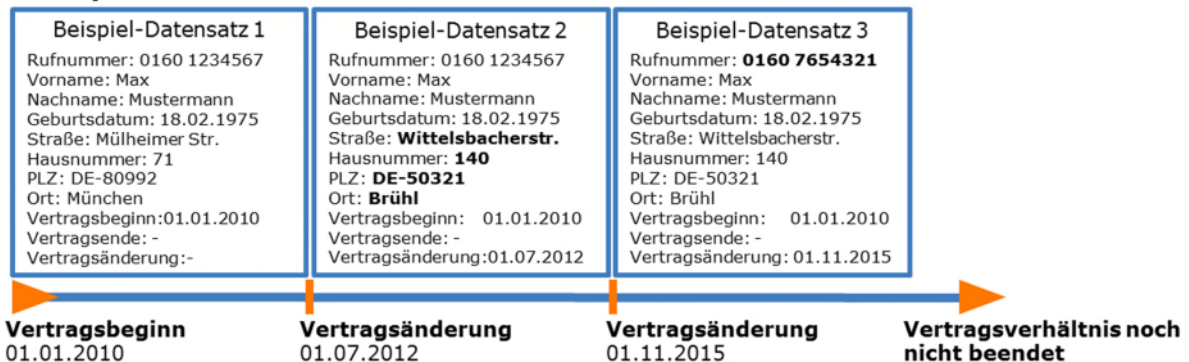 Beispiel-Datensatz 1
Rufnummer: 0160 1234567
Vorname: Max
Nachname: Mustermann
Geburtsdatum: 18.02.1975
Straße: Mülheimer Str.
Hausnummer: 71
PLZ: DE-80992
Ort: München
Vertragsbeginn:01.01.2010
Vertragsende: -
Vertragsänderung:-
Beispiel-Datensatz 2
Rufnummer: 0160 1234567
Vorname: Max
Nachname: Mustermann
Geburtsdatum: 18.02.1975
Straße: Wittelsbacherstr.
Hausnummer: 140
PLZ: DE-50321
Ort: Brühl
Vertragsbeginn: 01.01.2010
Vertragsende: -
Vertragsänderung:01.07.2012
Beispiel-Datensatz 3
Rufnummer: 0160 7654321
Vorname: Max
Nachname: Mustermann
Geburtsdatum: 18.02.1975
Straße: Wittelsbacherstr.
Hausnummer: 140
PLZ: DE-50321
Ort: Brühl
Vertragsbeginn: 01.01.2010
Vertragsende: -
Vertragsänderung: 01.11.2015
Vertragsbeginn
01.01.2010
Vertragsänderung
01.07.2012
Vertragsänderung
01.11.2015
Vertragsverhältnis noch
nicht beendet